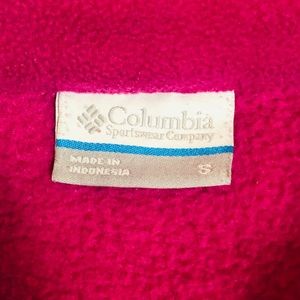 Columbia
Sportswear Company
MADE IN
INDONESIA
S